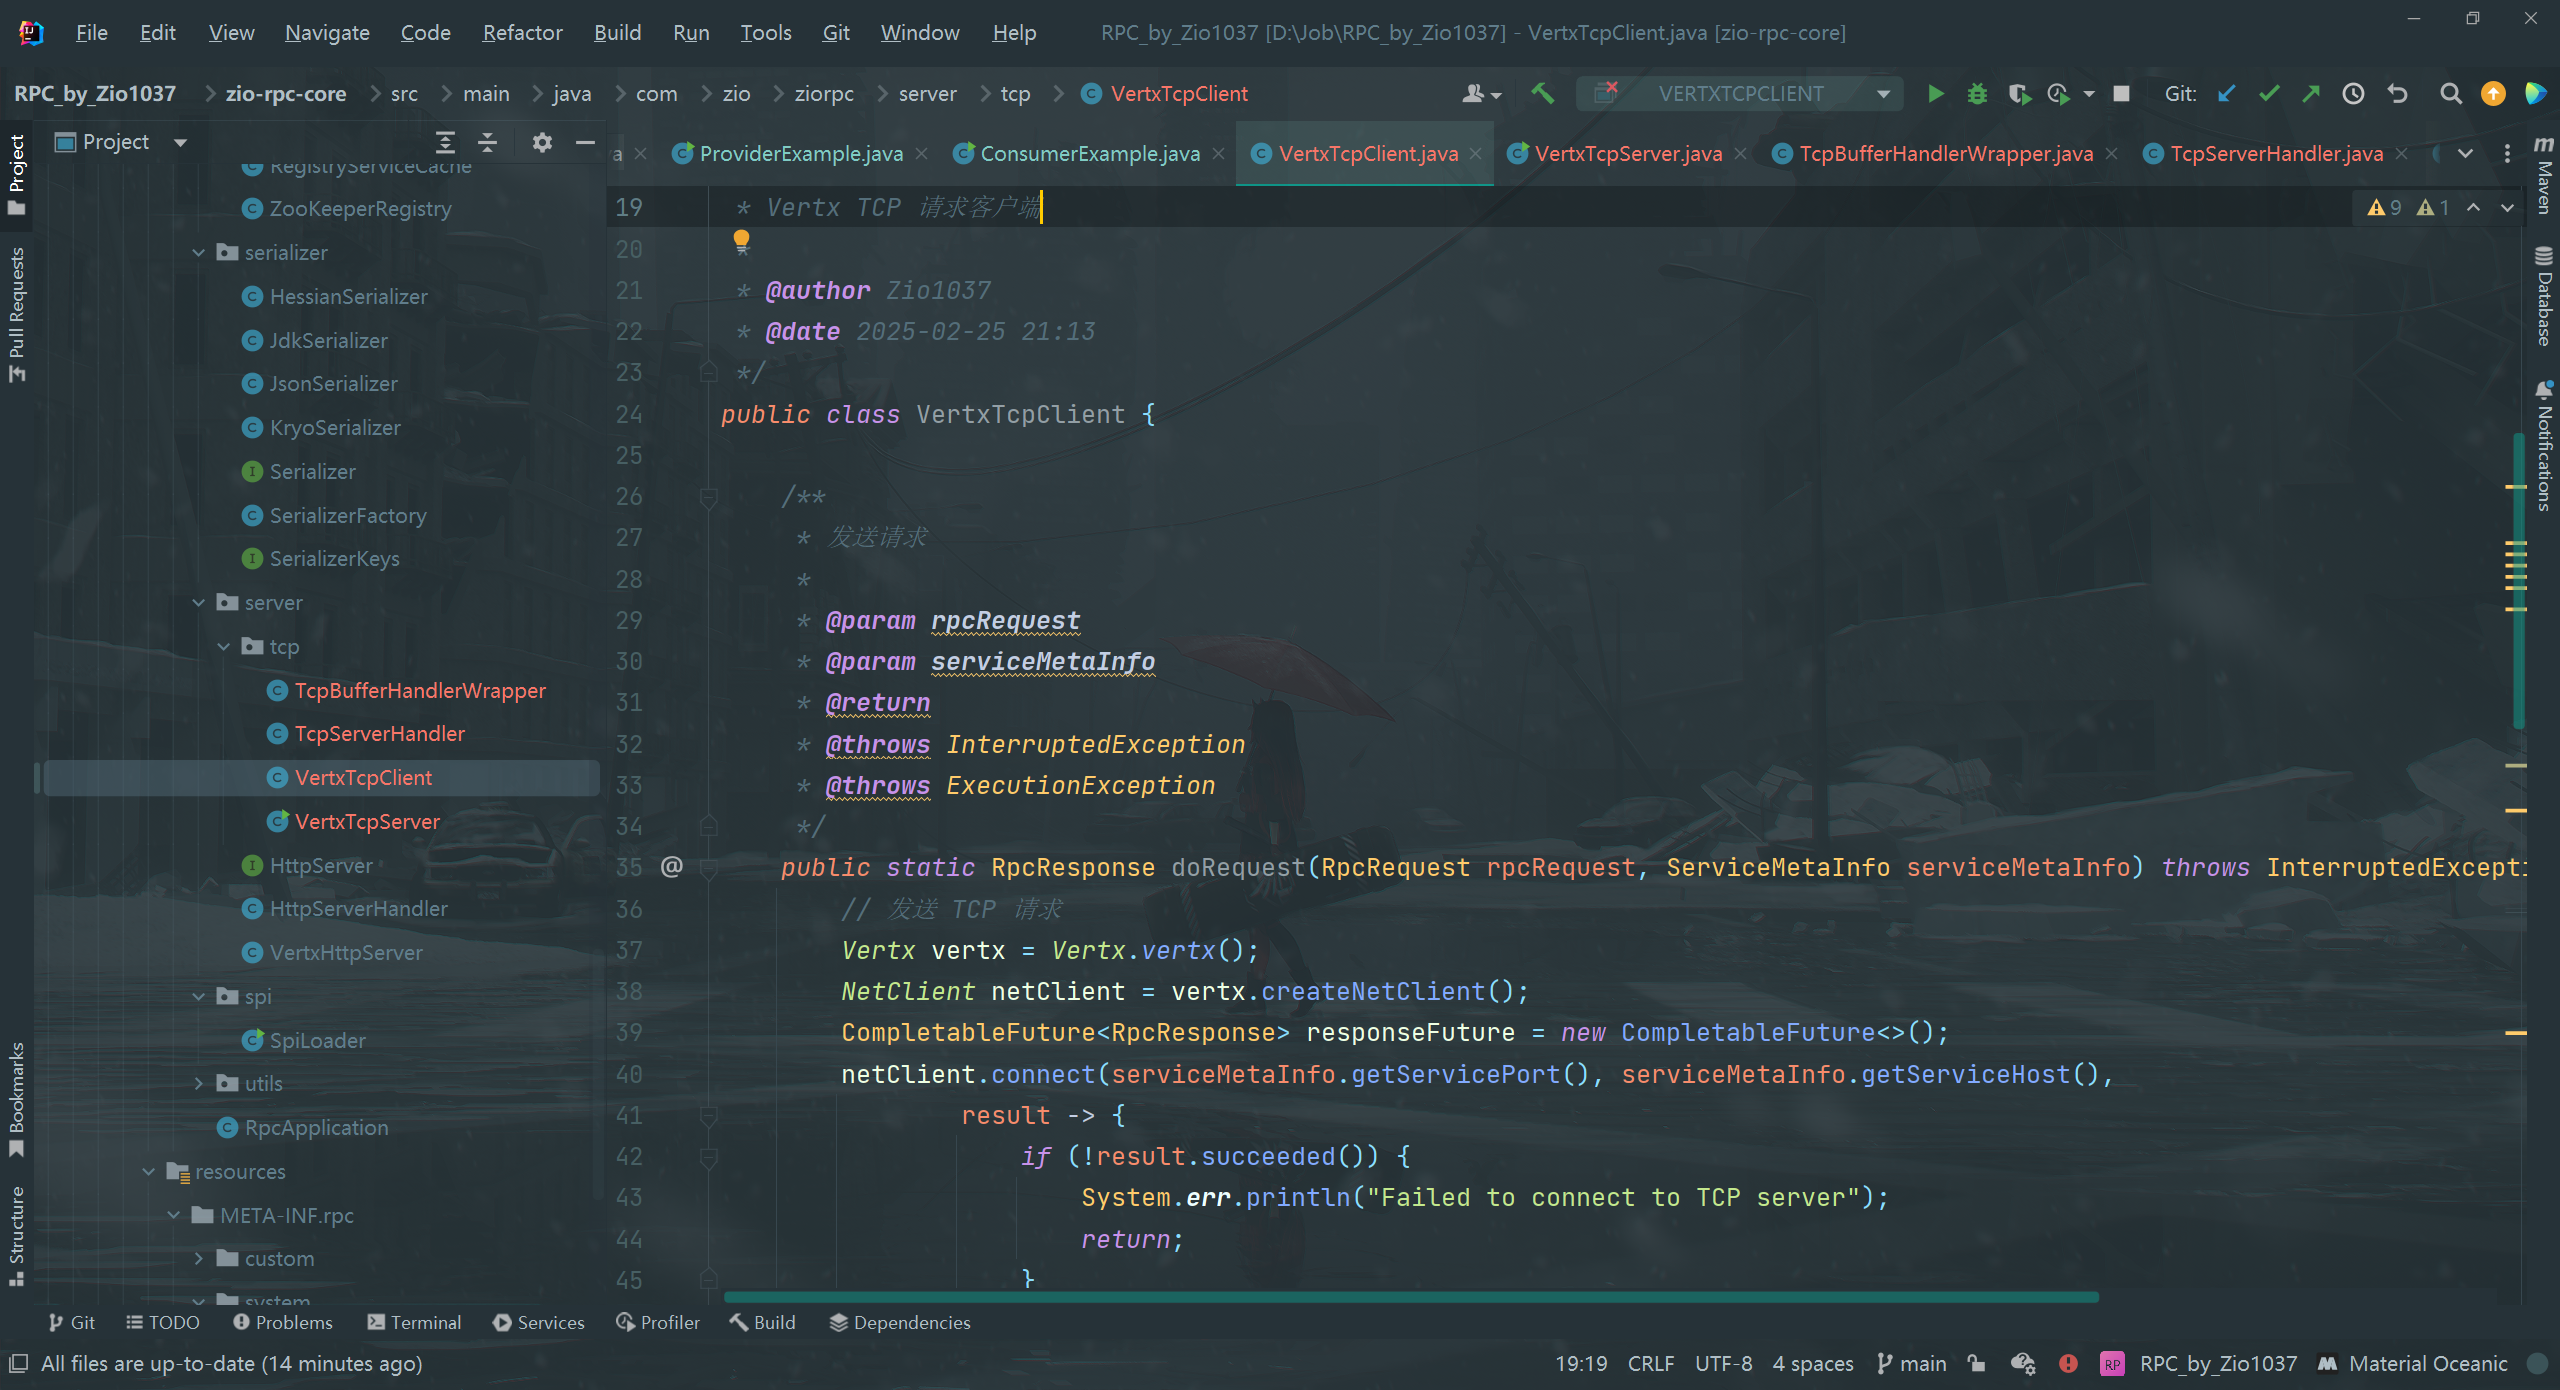 File Edit View Navigate Code Refactor Build Run Tools Git Window Help RPC_by_Zio1037 [D:\Job\RPC_by_Zio1037] - VertxTcpClient.java [zio-rpc-core]
RPC_by_Zio1037 zio-rpc-core src main java com zio ziorpc server tcp VertxTcpClient VERTXTCPCLIENT Git:
Project
ProviderExample.java ConsumerExample.java VertxTcpClient.java VertxTcpServer.java TcpBufferHandlerWrapper.java TcpServerHandler.java
Project
Pull Requests
Bookmarks
Structure
RegistryServiceCache
ZooKeeperRegistry
serializer
HessianSerializer
JdkSerializer
JsonSerializer
KryoSerializer
Serializer
SerializerFactory
SerializerKeys
server
tcp
TcpBufferHandlerWrapper
TcpServerHandler
VertxTcpClient
VertxTcpServer
HttpServer
HttpServerHandler
VertxHttpServer
spi
SpiLoader
utils
RpcApplication
resources
META-INF.rpc
custom
system
19 * Vertx TCP 请求客户端
20 *
21 * @author Zio1037
22 * @date 2025-02-25 21:13
23 */
24 public class VertxTcpClient {
25
26 /**
27 * 发送请求
28 *
29 * @param rpcRequest
30 * @param serviceMetaInfo
31 * @return
32 * @throws InterruptedException
33 * @throws ExecutionException
34 */
35 @ public static RpcResponse doRequest(RpcRequest rpcRequest, ServiceMetaInfo serviceMetaInfo) throws InterruptedExcepti
36 // 发送 TCP 请求
37 Vertx vertx = Vertx.vertx();
38 NetClient netClient = vertx.createNetClient();
39 CompletableFuture<RpcResponse> responseFuture = new CompletableFuture<>();
40 netClient.connect(serviceMetaInfo.getServicePort(), serviceMetaInfo.getServiceHost(),
41 result -> {
42 if (!result.succeeded()) {
43 System.err.println("Failed to connect to TCP server");
44 return;
45 }
9 1
Maven
Database
Notifications
Git TODO Problems Terminal Services Profiler Build Dependencies
All files are up-to-date (14 minutes ago) 19:19 CRLF UTF-8 4 spaces main RP RPC_by_Zio1037 Material Oceanic